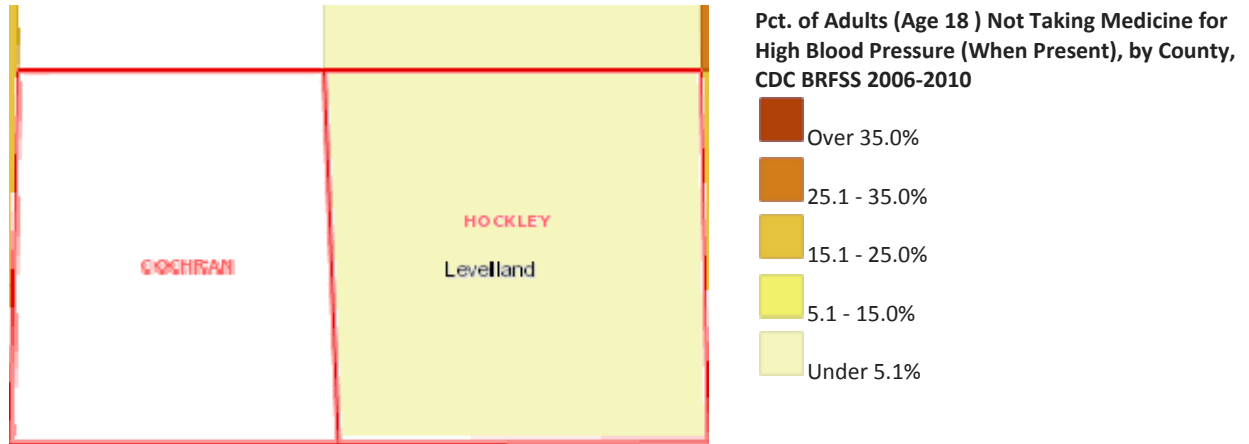 Pct. of Adults (Age 18 ) Not Taking Medicine for
High Blood Pressure (When Present), by County,
CDC BRFSS 2006-2010
Over 35.0%
25.1 - 35.0%
15.1 - 25.0%
5.1 - 15.0%
Under 5.1%
HOCKLEY
COCHRAN
Levelland